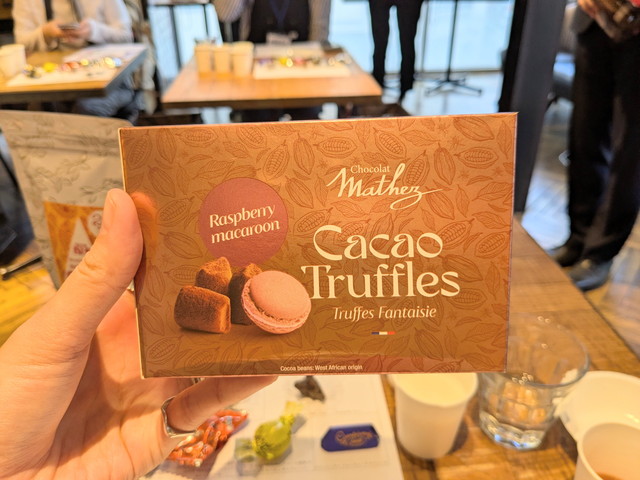 Chocolat
Mathez
Raspberry
macaroon
Cacao
Truffles
Truffes Fantaisie
Cocoa beans: West African origin